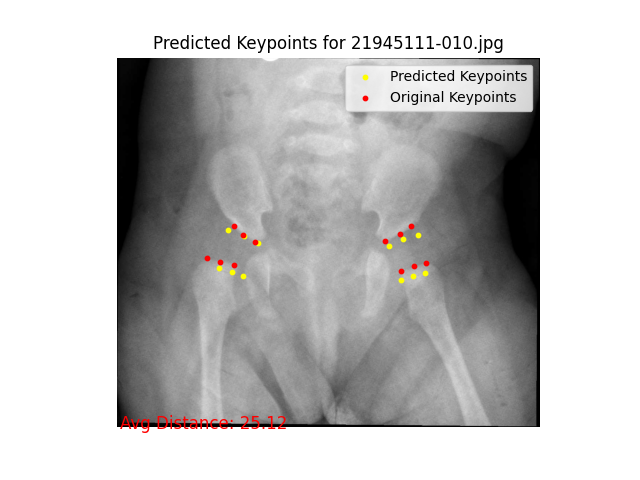 Predicted Keypoints for 21945111-010.jpg
Predicted Keypoints
Original Keypoints
Avg Distance: 25.12